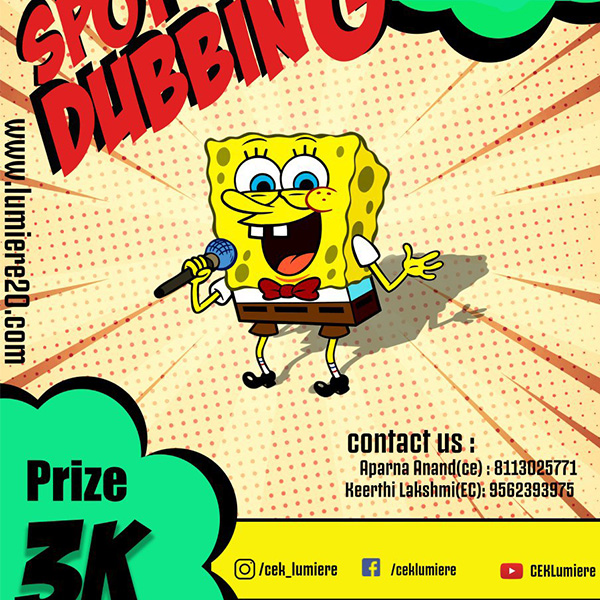 SPOT
DUBBING
www.lumiere20.com
contact us :
Aparna Anand(ce) : 8113025771
Keerthi Lakshmi(EC): 9562393975
Prize
3K
/cek_lumiere
/ceklumiere
CEKLumiere